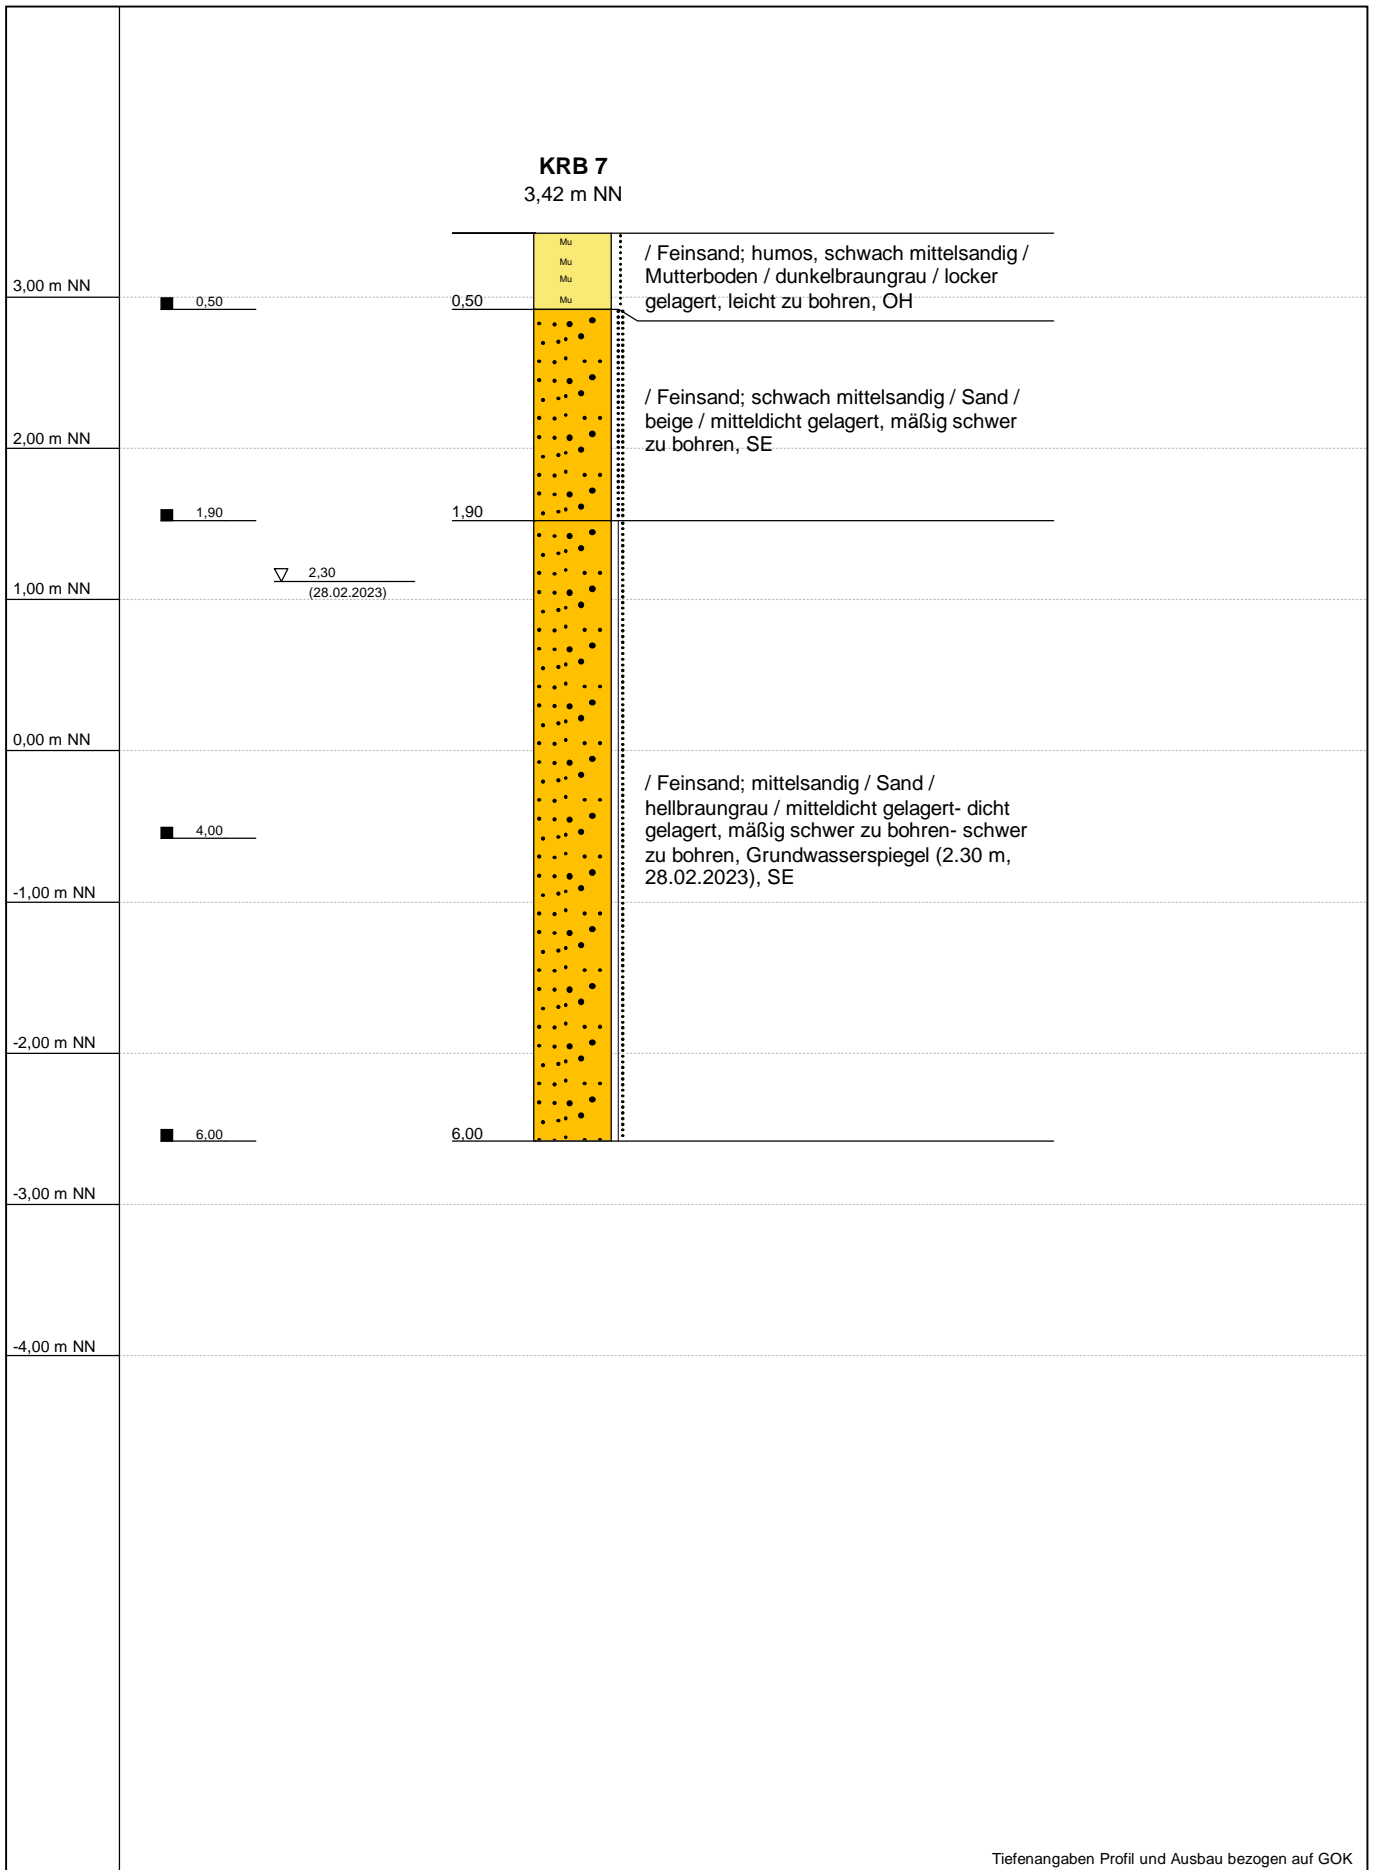 KRB 7
3,42 m NN
Mu
Mu
Mu
Mu
/ Feinsand; humos, schwach mittelsandig /
Mutterboden / dunkelbraungrau / locker
gelagert, leicht zu bohren, OH
3,00 m NN
0,50
0,50
/ Feinsand; schwach mittelsandig / Sand /
beige / mitteldicht gelagert, mäßig schwer
zu bohren, SE
2,00 m NN
1,90
1,90
2,30
(28.02.2023)
1,00 m NN
0,00 m NN
/ Feinsand; mittelsandig / Sand /
hellbraungrau / mitteldicht gelagert- dicht
gelagert, mäßig schwer zu bohren- schwer
zu bohren, Grundwasserspiegel (2.30 m,
28.02.2023), SE
4,00
-1,00 m NN
-2,00 m NN
6,00
6,00
-3,00 m NN
-4,00 m NN
Tiefenangaben Profil und Ausbau bezogen auf GOK